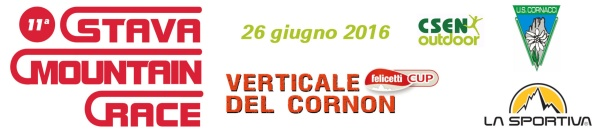 11ª STAVA
MOUNTAIN
RACE
26 giugno 2016
VERTICALE
DEL CORNON
felicetti CUP
CSEN
outdoor
U.S. CORNACCI
LA SPORTIVA